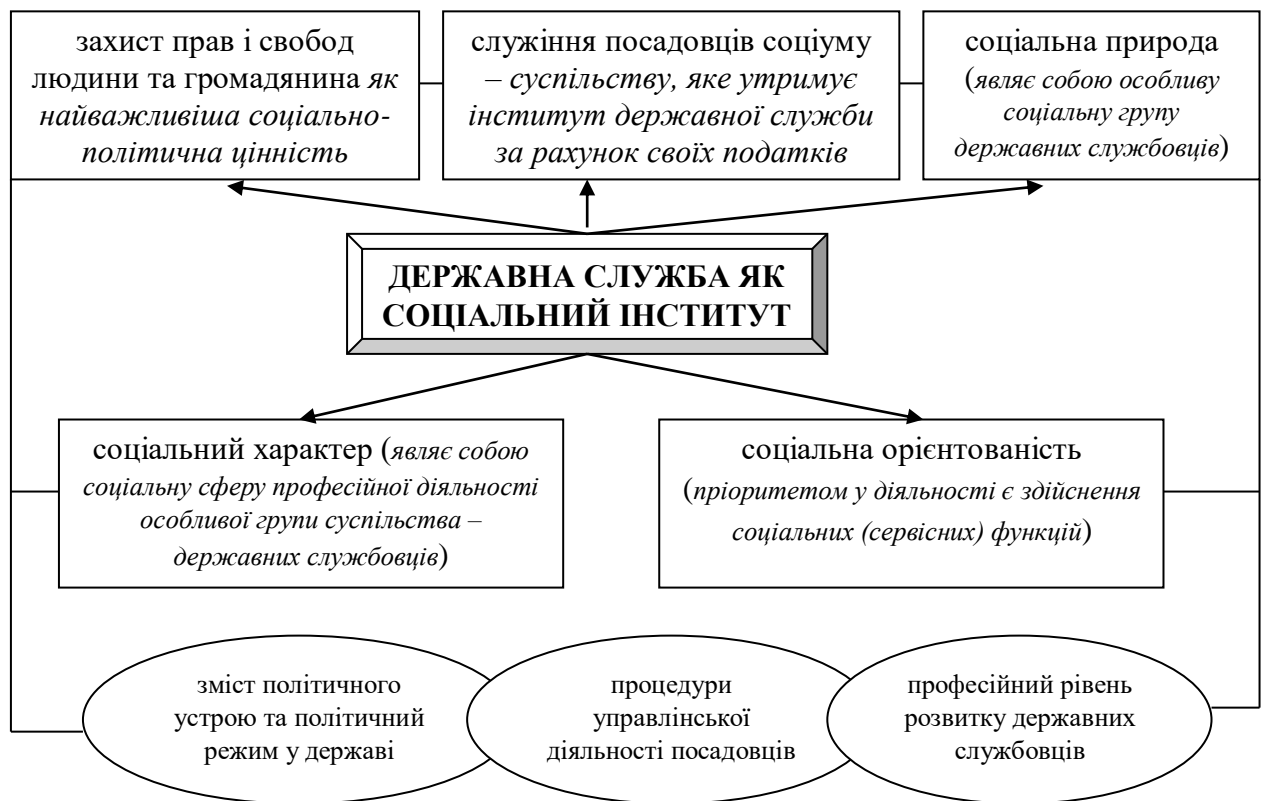 захист прав і свобод
людини та громадянина як
найважливіша соціально-
політична цінність
служіння посадовців соціуму
– суспільству, яке утримує
інститут державної служби
за рахунок своїх податків
соціальна природа
(являє собою особливу
соціальну групу
державних службовців)
ДЕРЖАВНА СЛУЖБА ЯК
СОЦІАЛЬНИЙ ІНСТИТУТ
соціальний характер (являє собою
соціальну сферу професійної діяльності
особливої групи суспільства –
державних службовців)
соціальна орієнтованість
(пріоритетом у діяльності є здійснення
соціальних (сервісних) функцій)
зміст політичного
устрою та політичний
режим у державі
процедури
управлінської
діяльності посадовців
професійний рівень
розвитку державних
службовців